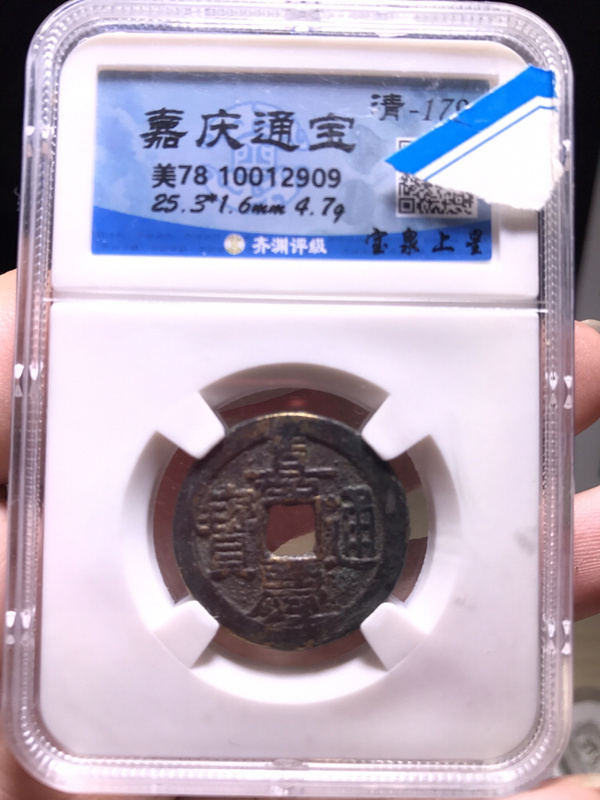 清-179
嘉庆通宝
美78 10012909
25.3*1.6mm 4.7g
齐渊评级
宝泉上星
嘉
寶 通
慶